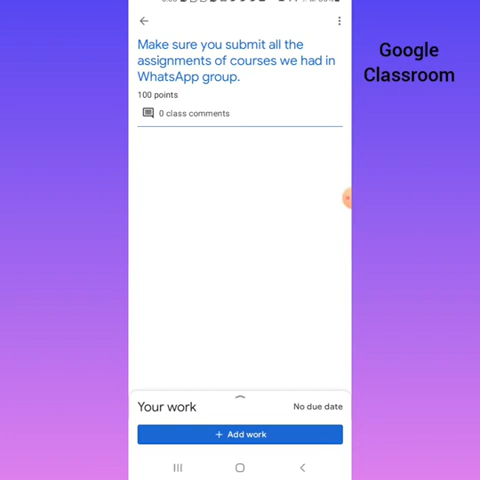 Google
Classroom
Make sure you submit all the
assignments of courses we had in
WhatsApp group.
100 points
0 class comments
Your work
No due date
+ Add work